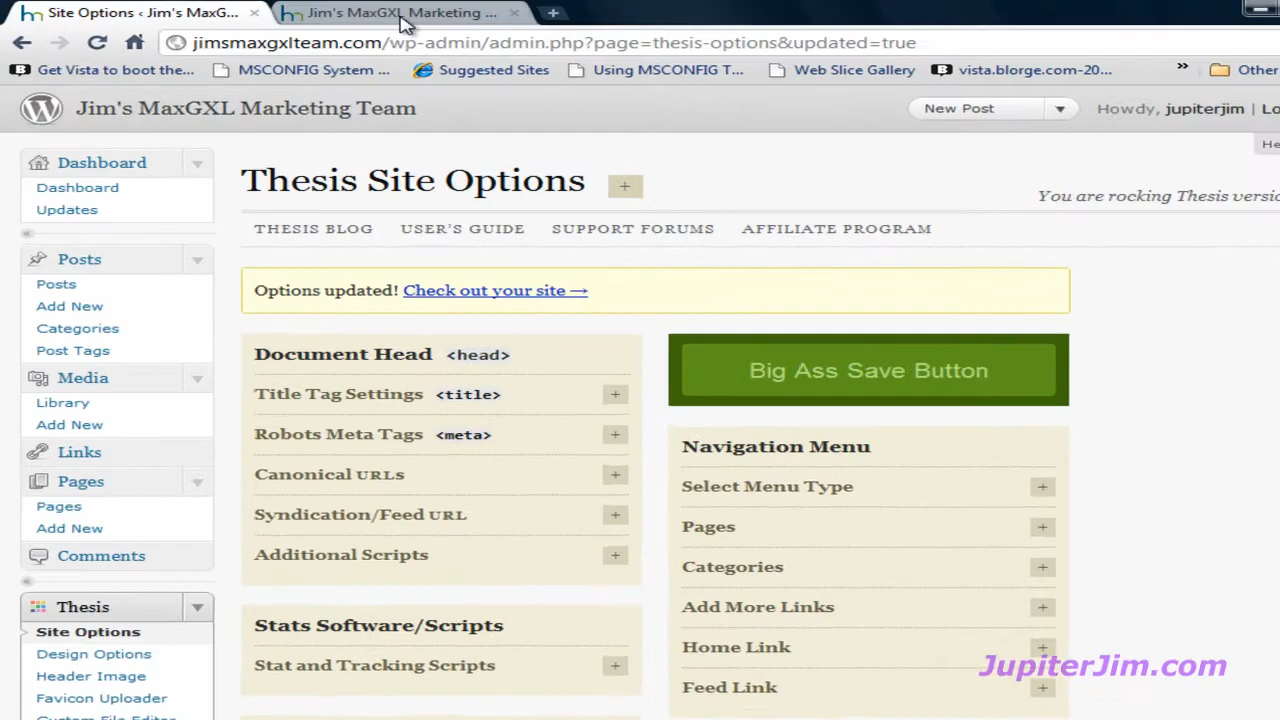 Site Options ‹ Jim's MaxG...
Jim's MaxGXL Marketing ...
jimsmaxgxlteam.com/wp-admin/admin.php?page=thesis-options&updated=true
Get Vista to boot the...
MSCONFIG System ...
Suggested Sites
Using MSCONFIG T...
Web Slice Gallery
vista.blorge.com-20...
Other
Jim's MaxGXL Marketing Team
New Post
Howdy, jupiterjim | Lo
He
Dashboard
Dashboard
Updates
Posts
Posts
Add New
Categories
Post Tags
Media
Library
Add New
Links
Pages
Pages
Add New
Comments
Thesis
Site Options
Design Options
Header Image
Favicon Uploader
Custom File Editor
Thesis Site Options +
You are rocking Thesis versio
THESIS BLOG
USER'S GUIDE
SUPPORT FORUMS
AFFILIATE PROGRAM
Options updated! Check out your site →
Document Head <head>
Title Tag Settings <title> +
Robots Meta Tags <meta> +
Canonical URLs +
Syndication/Feed URL +
Additional Scripts +
Stats Software/Scripts
Stat and Tracking Scripts +
Big Ass Save Button
Navigation Menu
Select Menu Type +
Pages +
Categories +
Add More Links +
Home Link +
Feed Link +
JupiterJim.com